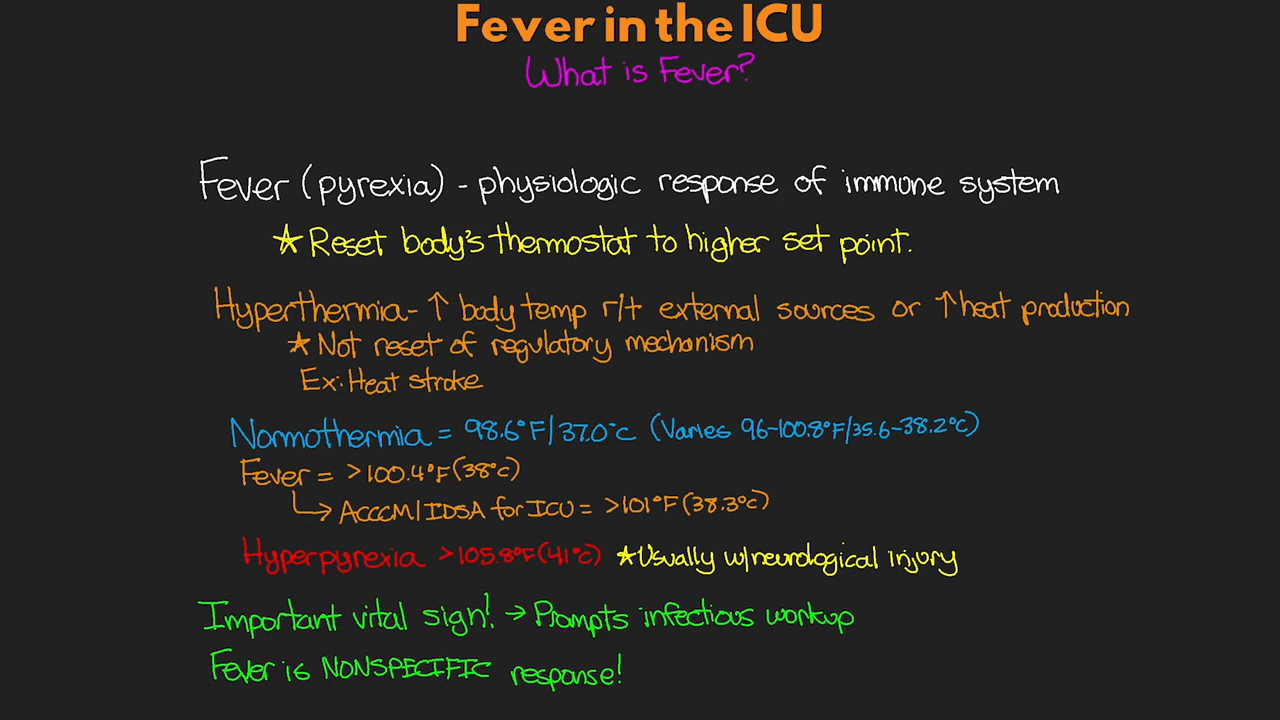 Fever in the ICU
What is Fever?
Fever (pyrexia) - physiologic response of immune system
★ Reset body's thermostat to higher set point.
Hyperthermia - ↑ body temp r/t external sources or ↑ heat production
★ Not reset of regulatory mechanism
Ex: Heat stroke
Normothermia = 98.6°F/37.0°C (Varies 96-100.8°F/35.6-38.2°C)
Fever = >100.4°F (38°C)
↳ ACCCM/IDSA for ICU = >101°F (38.3°C)
Hyperpyrexia >105.8°F (41°C) ★ Usually w/neurological injury
Important vital sign! → Prompts infectious workup
Fever is NONSPECIFIC response!